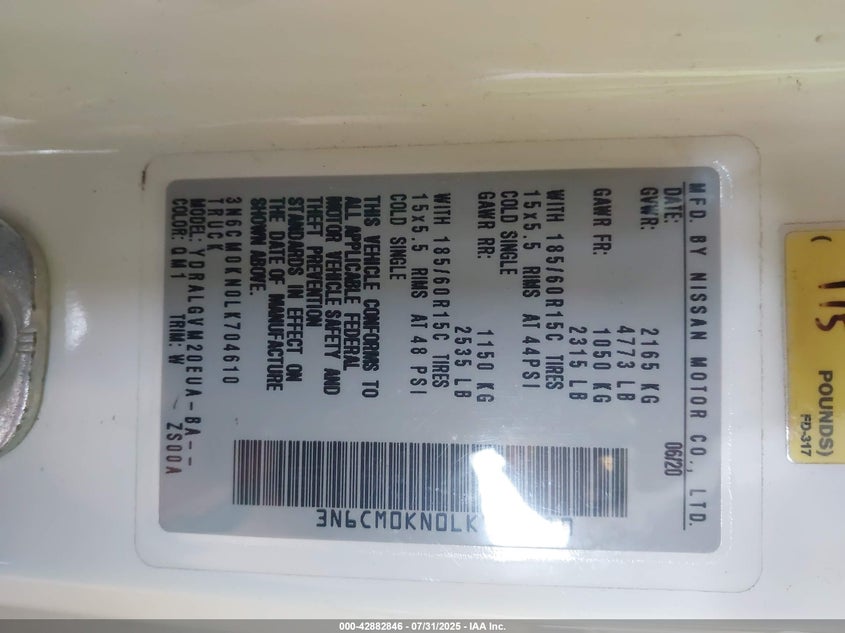 MFD. BY NISSAN MOTOR CO., LTD.
DATE: 06/20
GVWR: 2165 KG
4773 LB
GAWR FR: 1050 KG
2315 LB
WITH 185/60R15C TIRES
15x5.5 RIMS AT 44PSI
COLD SINGLE
GAWR RR: 1150 KG
2535 LB
WITH 185/60R15C TIRES
15x5.5 RIMS AT 48 PSI
COLD SINGLE
THIS VEHICLE CONFORMS TO
ALL APPLICABLE FEDERAL
MOTOR VEHICLE SAFETY AND
THEFT PREVENTION
STANDARDS IN EFFECT ON
THE DATE OF MANUFACTURE
SHOWN ABOVE.
3N6CM0KN0LK704610
TRUCK
MODEL: YDRALGVM20EUA-BA--
COLOR: QM1 TRIM: W - ZS00A
3N6CM0KN0LK
( 115 POUNDS)
FD-317
000-42882846 - 07/31/2025 - IAA Inc.